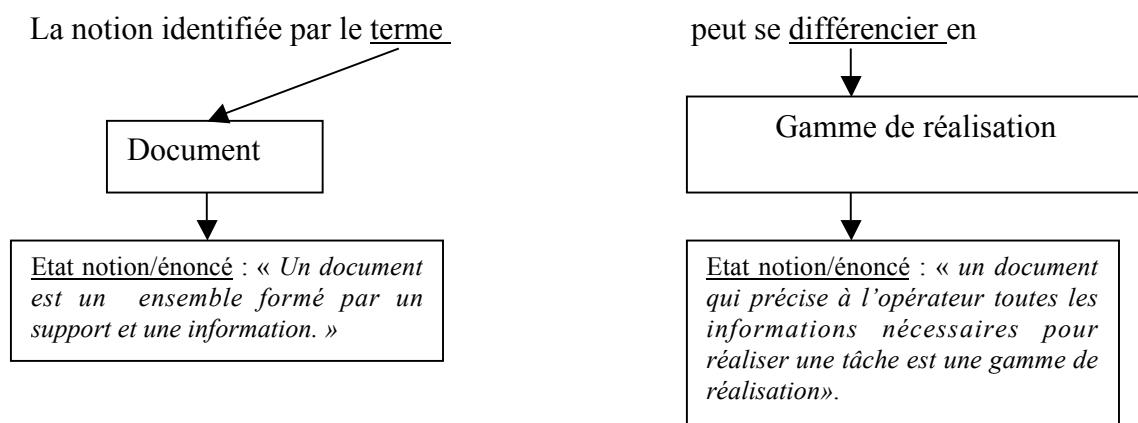 La notion identifiée par le terme peut se différencier en
Document
Gamme de réalisation
Etat notion/énoncé : « Un document
est un ensemble formé par un
support et une information. »
Etat notion/énoncé : « un document
qui précise à l’opérateur toutes les
informations nécessaires pour
réaliser une tâche est une gamme de
réalisation».